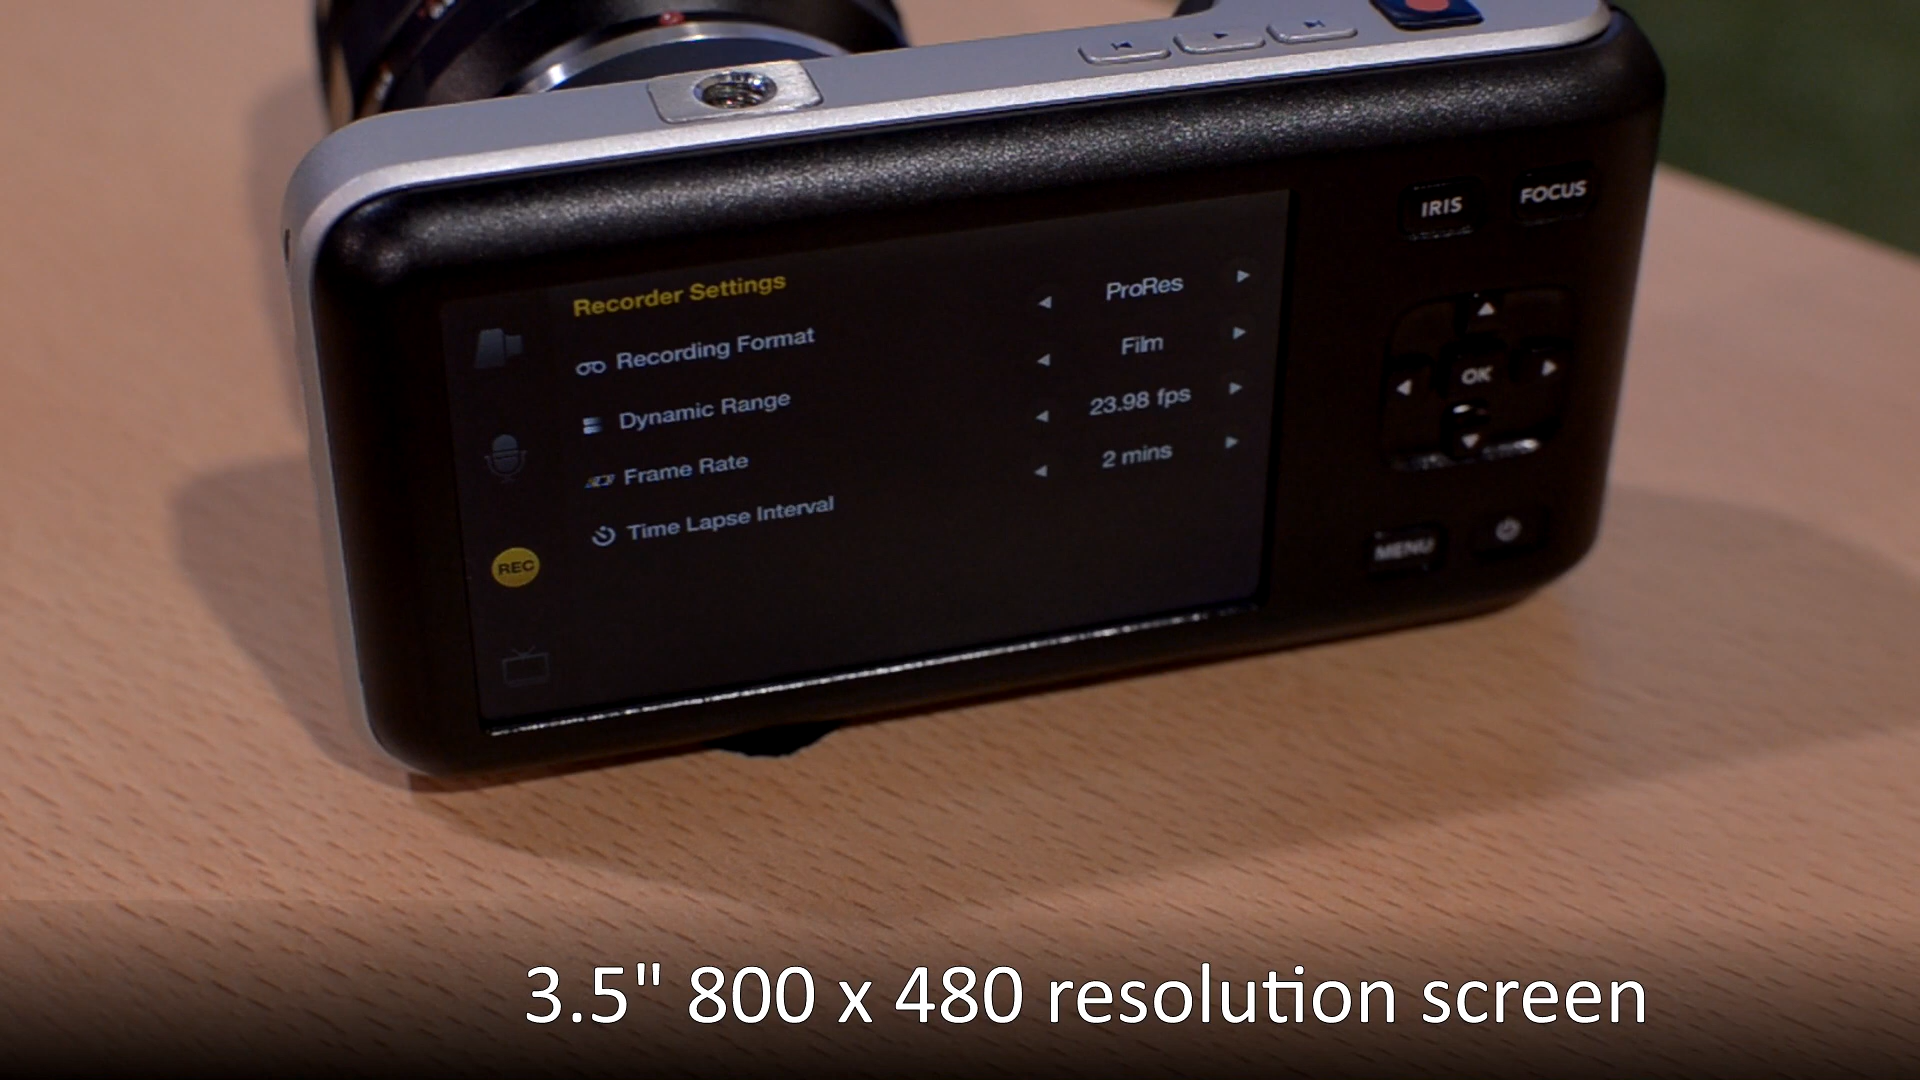 IRIS
FOCUS
Recorder Settings
Recording Format ProRes
Dynamic Range Film
Frame Rate 23.98 fps
Time Lapse Interval 2 mins
OK
REC
MENU
3.5" 800 x 480 resolution screen